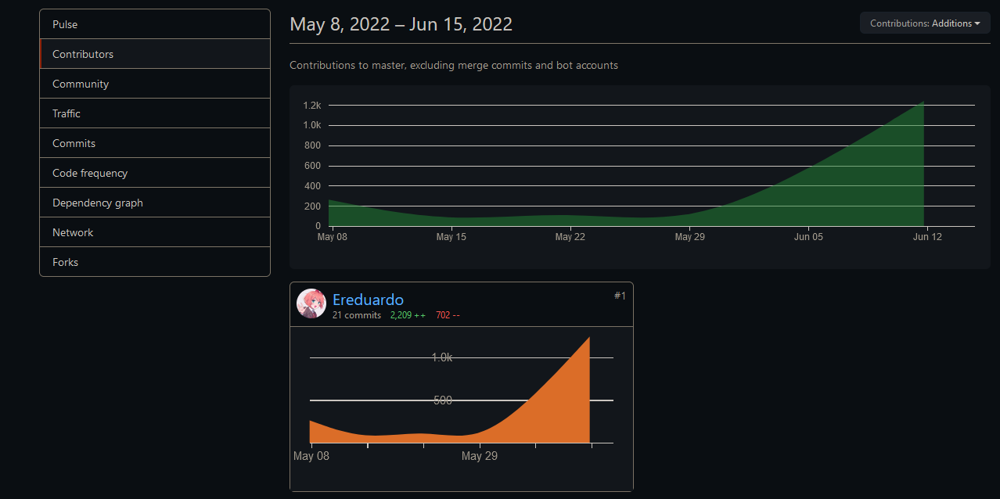 Pulse
Contributors
Community
Traffic
Commits
Code frequency
Dependency graph
Network
Forks
May 8, 2022 – Jun 15, 2022
Contributions: Additions
Contributions to master, excluding merge commits and bot accounts
1.2k
1.0k
800
600
400
200
0
May 08 May 15 May 22 May 29 Jun 05 Jun 12
Ereduardo #1
21 commits 2,209 ++ 702 --
1.0k
500
May 08 May 29